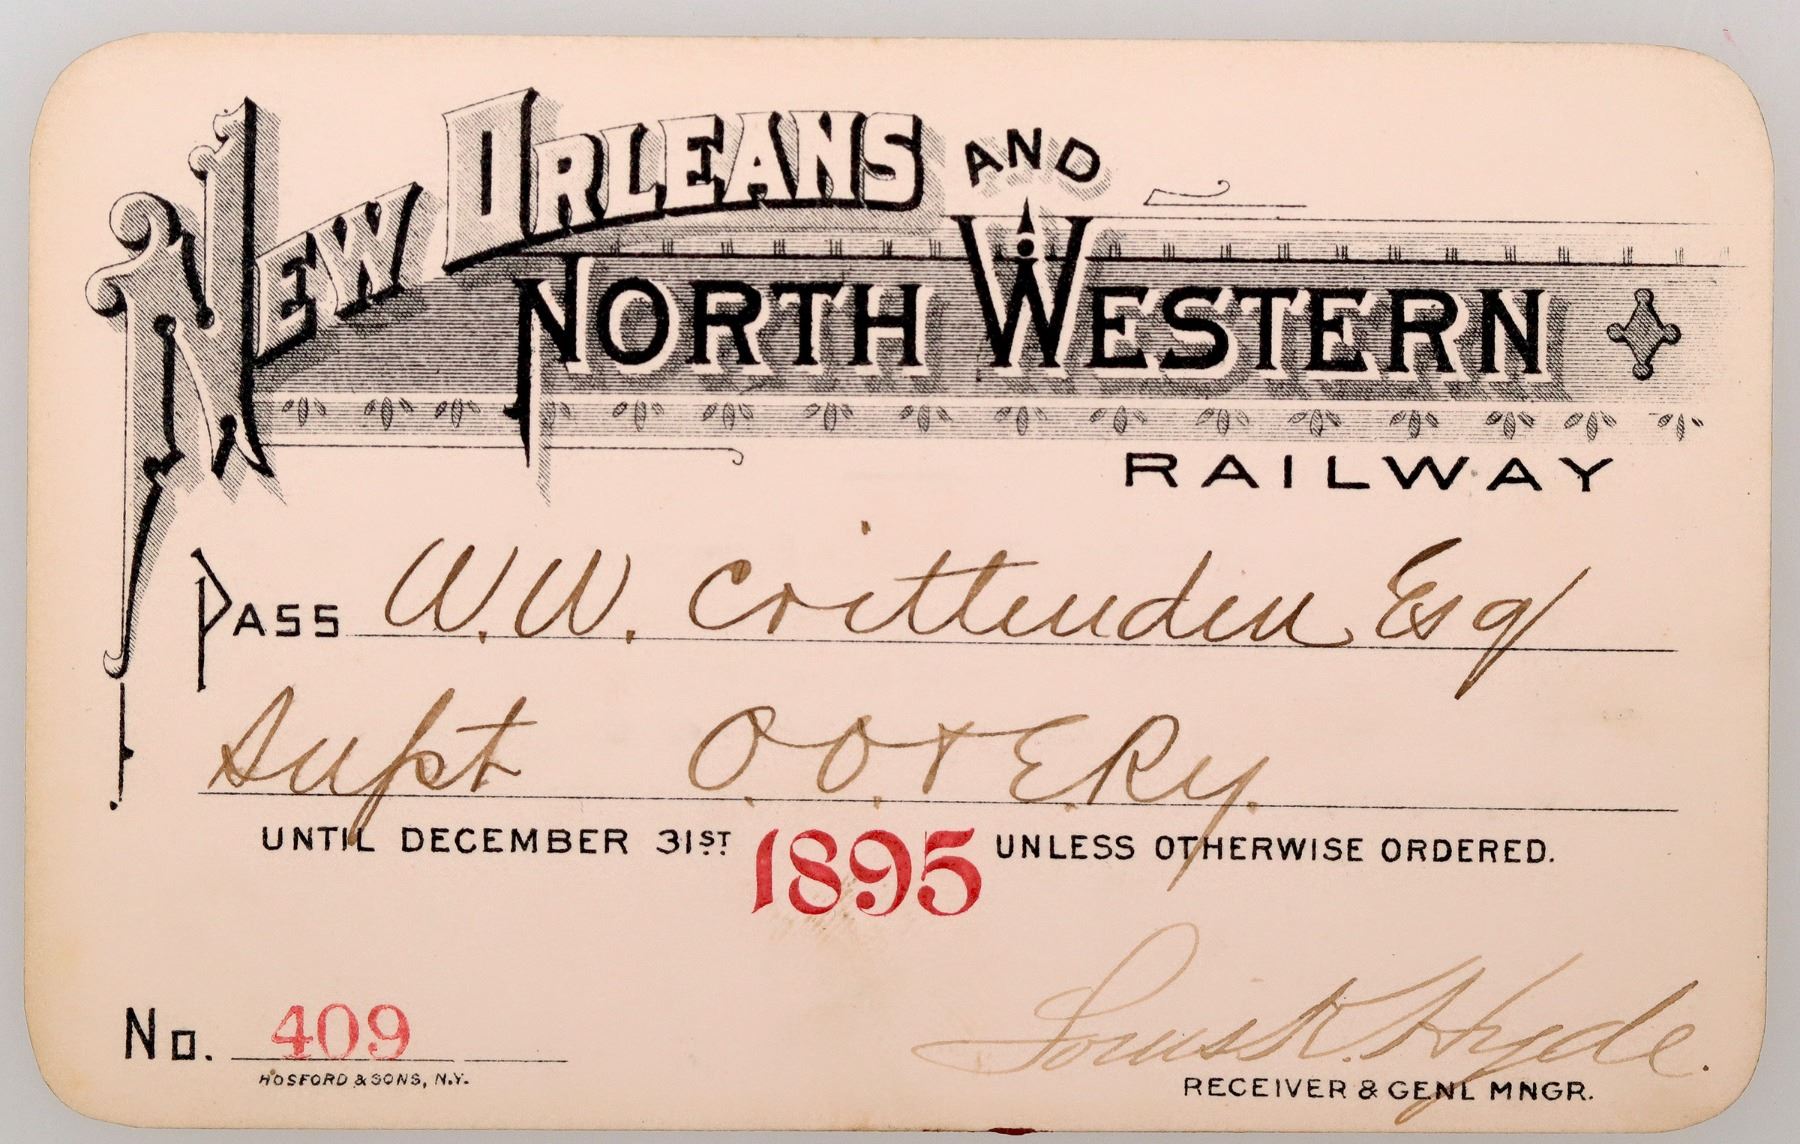 NEW ORLEANS AND
NORTH WESTERN
RAILWAY
PASS W. W. Crittenden Esq
Supt O. O. & E. Ry.
UNTIL DECEMBER 31ST 1895 UNLESS OTHERWISE ORDERED.
No. 409
HOSFORD & SONS, N.Y.
Louis K. Hyde.
RECEIVER & GENL MNGR.